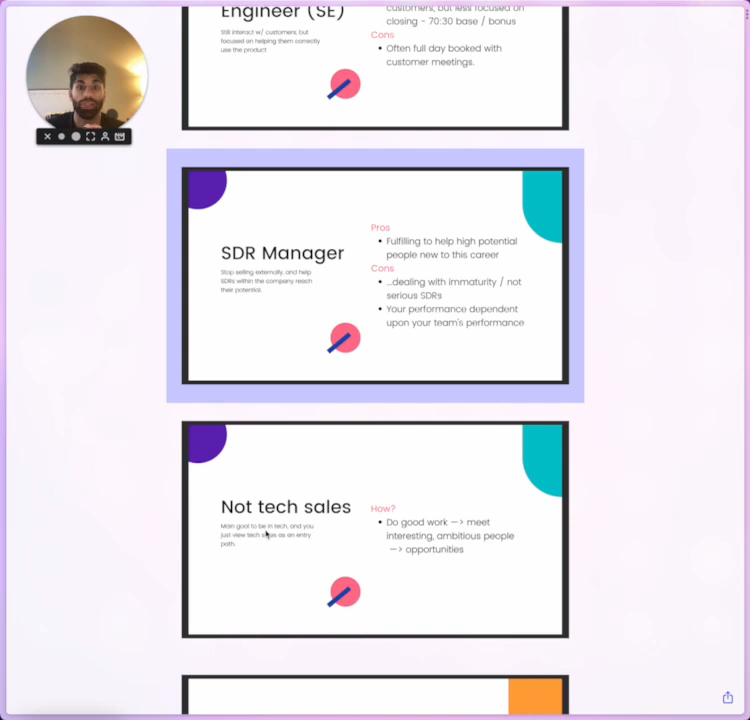 Engineer (SE)
Still interact w/ customers, but
focused on helping them correctly
use the product
customers, but less focused on
closing - 70:30 base / bonus
Cons
• Often full day booked with
customer meetings.
SDR Manager
Stop selling externally, and help
SDRs within the company reach
their potential.
Pros
• Fulfilling to help high potential
people new to this career
Cons
• ...dealing with immaturity / not
serious SDRs
• Your performance dependent
upon your team's performance
Not tech sales
Main goal to be in tech, and you
just view tech sales as an entry
path.
How?
• Do good work —> meet
interesting, ambitious people
—> opportunities